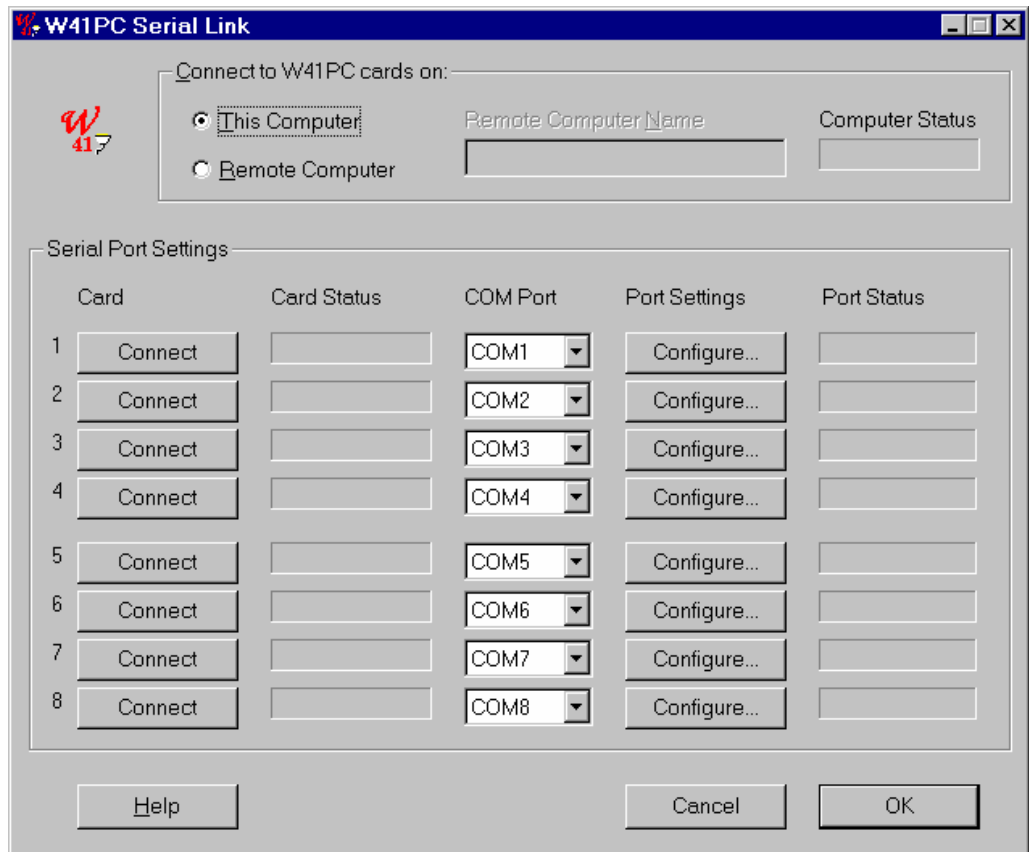 W41PC Serial Link
Connect to W41PC cards on:
W
41
This Computer
Remote Computer Name
Computer Status
Remote Computer
Serial Port Settings
Card Card Status COM Port Port Settings Port Status
1 Connect COM1 Configure...
2 Connect COM2 Configure...
3 Connect COM3 Configure...
4 Connect COM4 Configure...
5 Connect COM5 Configure...
6 Connect COM6 Configure...
7 Connect COM7 Configure...
8 Connect COM8 Configure...
Help Cancel OK